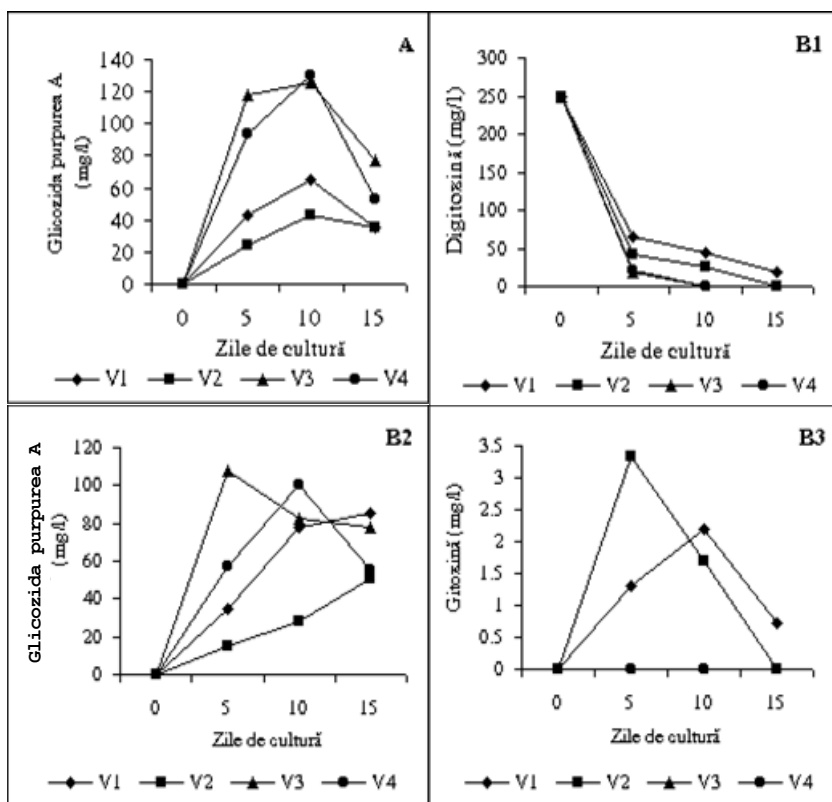 A
Glicozida purpurea A
(mg/l)
140
120
100
80
60
40
20
0
0 5 10 15
Zile de cultură
V1 V2 V3 V4
B1
Digitoxină (mg/l)
300
250
200
150
100
50
0
0 5 10 15
Zile de cultură
V1 V2 V3 V4
B2
Glicozida purpurea A
(mg/l)
120
100
80
60
40
20
0
0 5 10 15
Zile de cultură
V1 V2 V3 V4
B3
Gitoxină (mg/l)
3.5
3
2.5
2
1.5
1
0.5
0
0 5 10 15
Zile de cultură
V1 V2 V3 V4